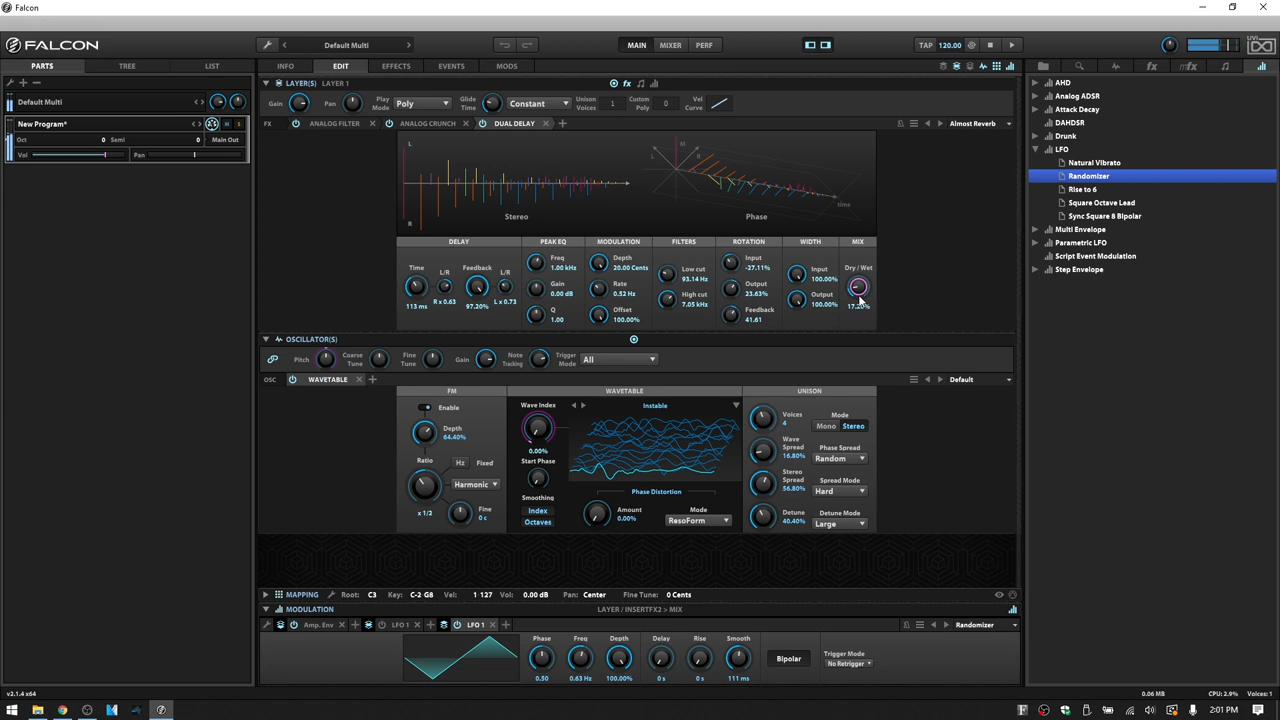 Falcon
FALCON
Default Multi
MAIN MIXER PERF
TAP 120.00
UVI
PARTS TREE LIST
INFO EDIT EFFECTS EVENTS MODS
fx mfx
LAYER(S) LAYER 1
fx
AHD
Analog ADSR
Attack Decay
DAHDSR
Drunk
LFO
Natural Vibrato
Randomizer
Rise to 6
Square Octave Lead
Sync Square 8 Bipolar
Multi Envelope
Parametric LFO
Script Event Modulation
Step Envelope
Default Multi
New Program*
M S
Oct 0 Semi 0 Main Out
Vol Pan
Gain Pan Play Mode Poly Glide Time Constant Unison Voices 1 Custom Poly 0 Vel Curve
FX ANALOG FILTER ANALOG CRUNCH DUAL DELAY Almost Reverb
L
R
Stereo
L M R
time
Phase
DELAY PEAK EQ MODULATION FILTERS ROTATION WIDTH MIX
Time
113 ms
L/R
R x 0.63
Feedback
97.20%
L/R
L x 0.73
Freq
1.00 kHz
Gain
0.00 dB
Q
1.00
Depth
20.00 Cents
Rate
0.52 Hz
Offset
100.00%
Low cut
93.14 Hz
High cut
7.05 kHz
Input
-27.11%
Output
23.63%
Feedback
41.61
Input
100.00%
Output
100.00%
Dry / Wet
17.20%
OSCILLATOR(S)
Pitch Coarse Tune Fine Tune Gain Note Tracking Trigger Mode All
OSC WAVETABLE Default
FM WAVETABLE UNISON
Enable
Depth
64.40%
Ratio
x 1/2
Hz Fixed
Harmonic
Fine
0 c
Wave Index
0.00%
Start Phase
Smoothing
Index
Octaves
Instable
Phase Distortion
Amount
0.00%
Mode
ResoForm
Voices
4
Wave Spread
16.80%
Stereo Spread
56.80%
Detune
40.40%
Mode
Mono Stereo
Phase Spread
Random
Spread Mode
Hard
Detune Mode
Large
MAPPING Root: C3 Key: C-2 G8 Vel: 1 127 Vol: 0.00 dB Pan: Center Fine Tune: 0 Cents
MODULATION LAYER / INSERTFX2 > MIX
Amp. Env LFO 1 LFO 1 Randomizer
Phase
0.50
Freq
0.63 Hz
Depth
100.00%
Delay
0 s
Rise
0 s
Smooth
111 ms
Bipolar
Trigger Mode
No Retrigger
v2.1.4 x64 0.06 MB CPU: 2.9% Voices: 1
2:01 PM